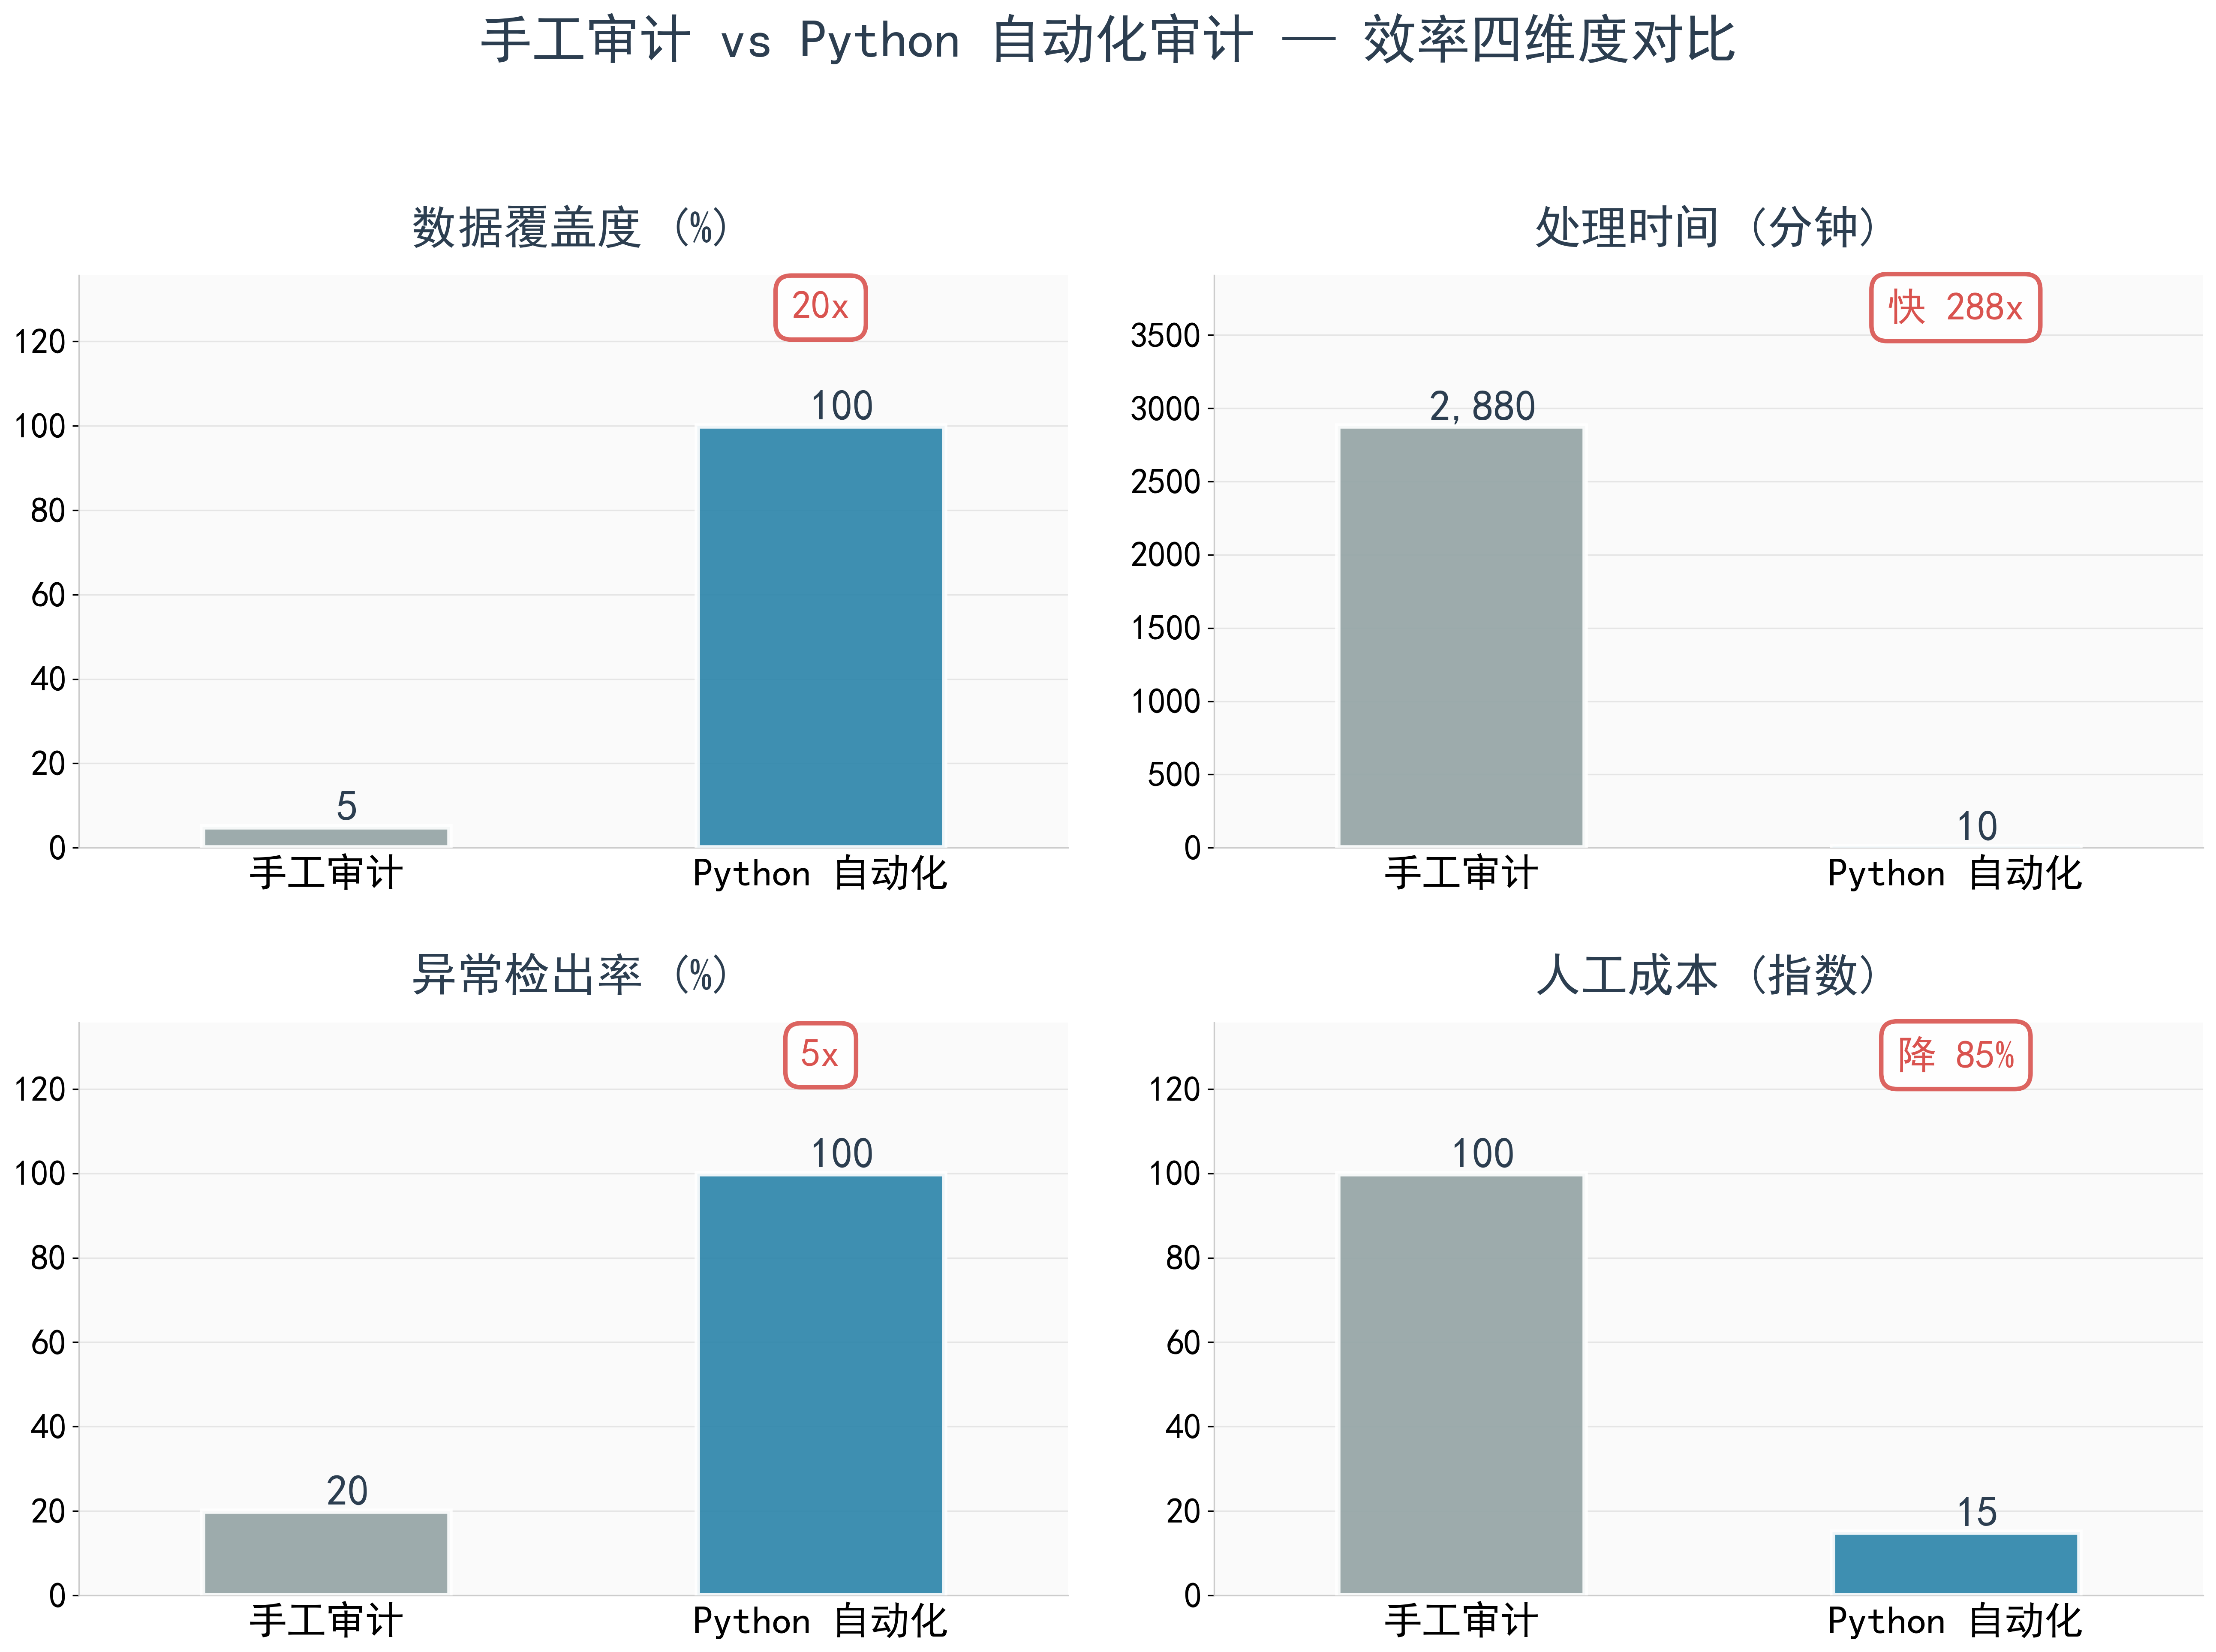 手工审计 vs Python 自动化审计 — 效率四维度对比
数据覆盖度 (%)
20x
120
100
80
60
40
20
0
5
100
手工审计
Python 自动化
处理时间 (分钟)
快 288x
3500
3000
2500
2000
1500
1000
500
0
2,880
10
手工审计
Python 自动化
异常检出率 (%)
5x
120
100
80
60
40
20
0
20
100
手工审计
Python 自动化
人工成本 (指数)
降 85%
120
100
80
60
40
20
0
100
15
手工审计
Python 自动化